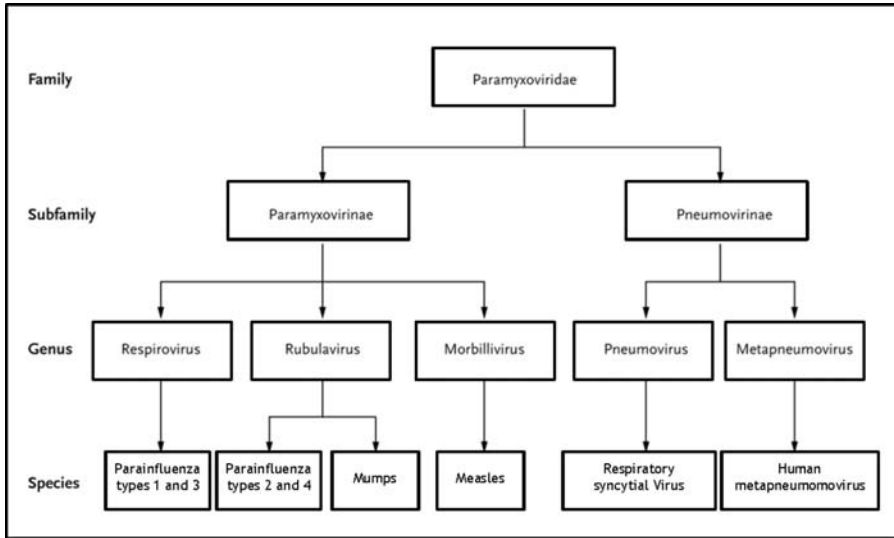 Family
Paramyxoviridae
Subfamily
Paramyxovirinae
Pneumovirinae
Genus
Respirovirus
Rubulavirus
Morbillivirus
Pneumovirus
Metapneumovirus
Species
Parainfluenza
types 1 and 3
Parainfluenza
types 2 and 4
Mumps
Measles
Respiratory
syncytial Virus
Human
metapneumomovirus